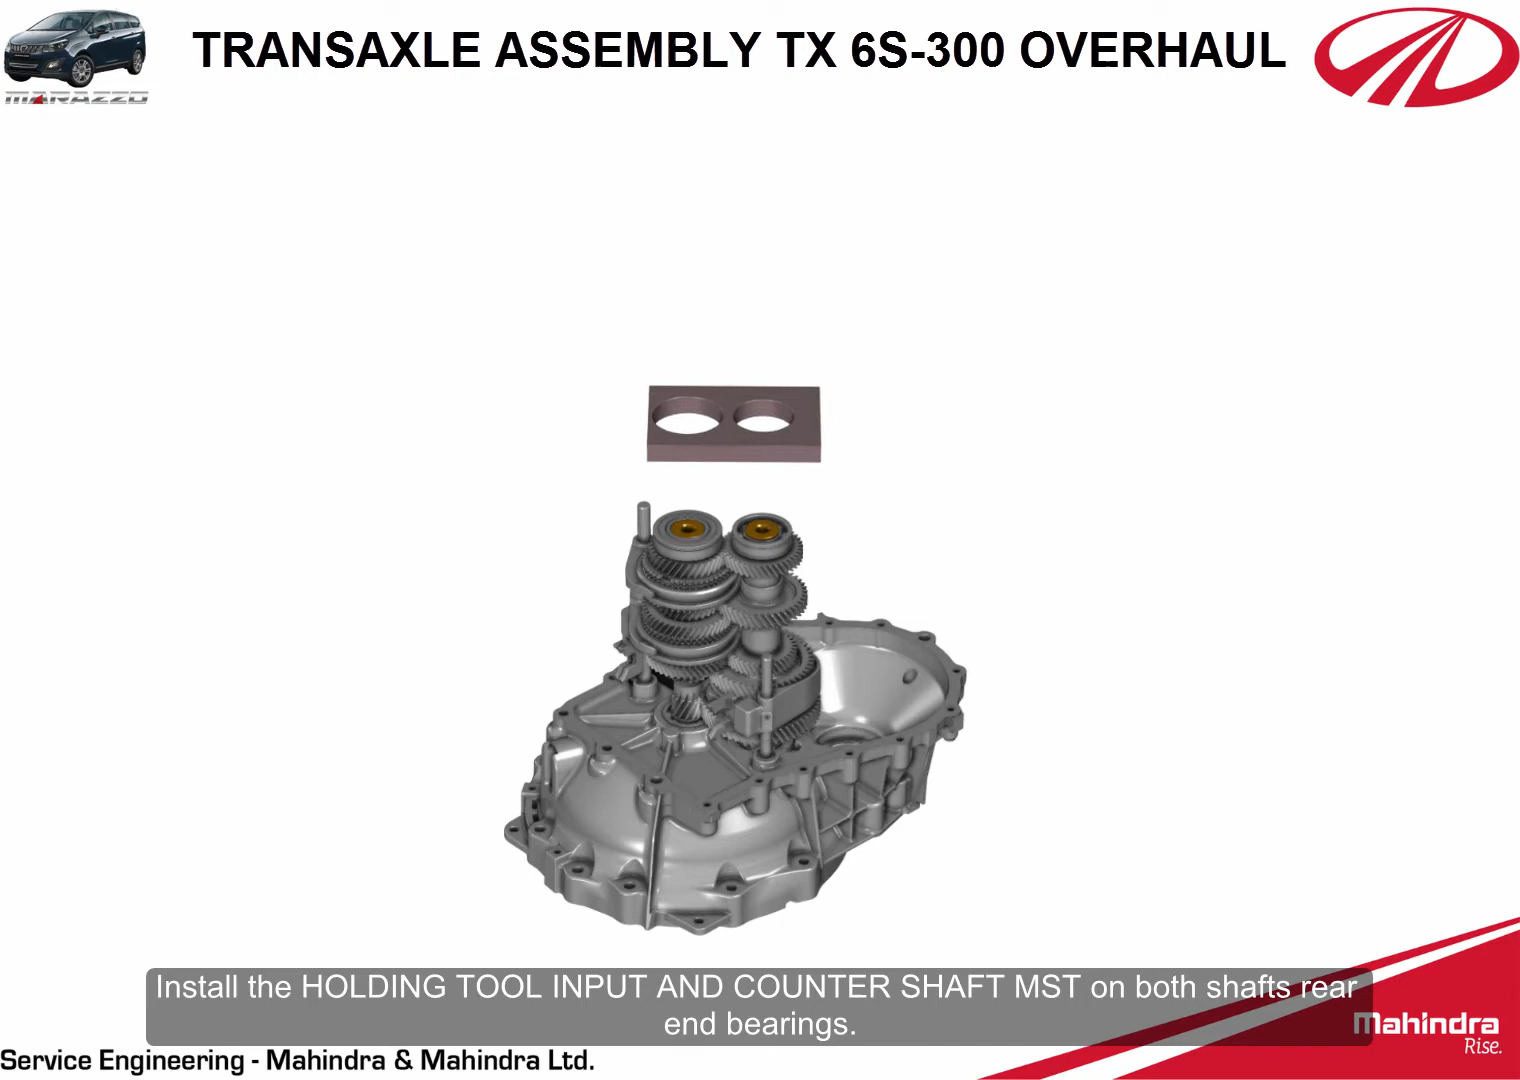 TRANSAXLE ASSEMBLY TX 6S-300 OVERHAUL
MARAZZO
Install the HOLDING TOOL INPUT AND COUNTER SHAFT MST on both shafts rear
end bearings.
Mahindra
Rise.
Service Engineering - Mahindra & Mahindra Ltd.